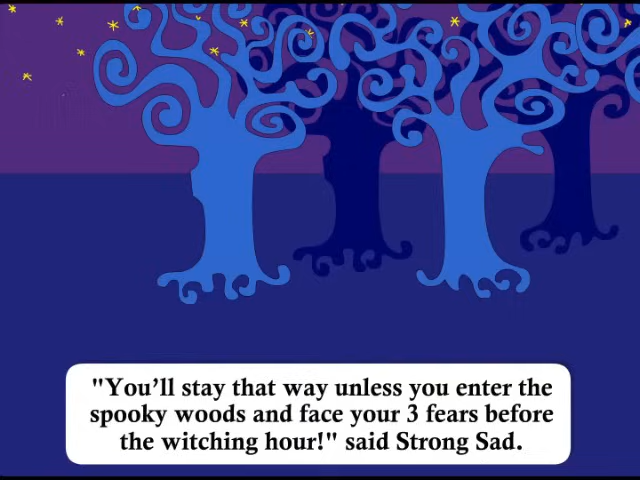 "You'll stay that way unless you enter the
spooky woods and face your 3 fears before
the witching hour!" said Strong Sad.